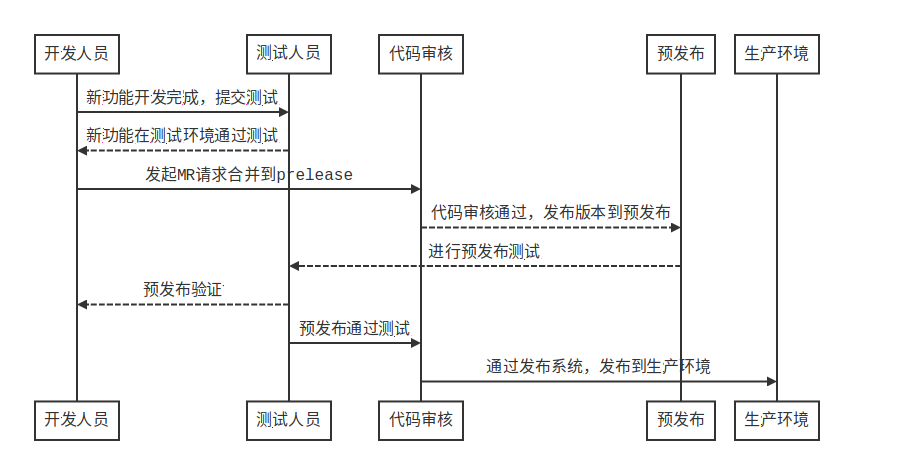 开发人员
测试人员
代码审核
预发布
生产环境
新功能开发完成，提交测试
新功能在测试环境通过测试
发起MR请求合并到prelease
代码审核通过，发布版本到预发布
进行预发布测试
预发布验证
预发布通过测试
通过发布系统，发布到生产环境
开发人员
测试人员
代码审核
预发布
生产环境